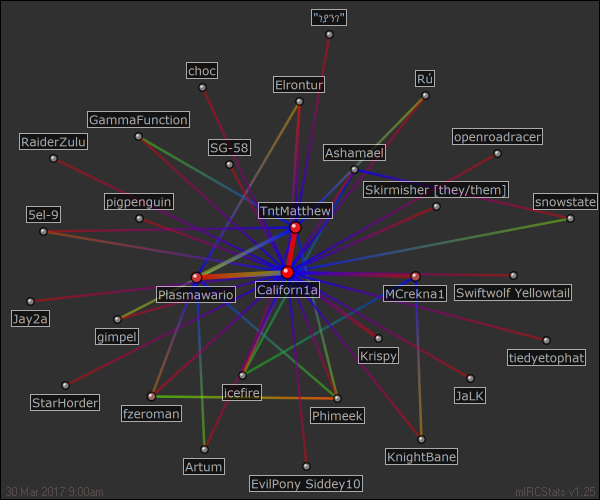 choc
Elrontur
Rú
GammaFunction
RaiderZulu
SG-58
Ashamael
openroadracer
pigpenguin
Skirmisher [they/them]
snowstate
5el-9
TntMatthew
Plasmawario
Californ1a
MCrekna1
Swiftwolf Yellowtail
Jay2a
gimpel
Krispy
tiedyetophat
StarHorder
fzeroman
icefire
Phimeek
JaLK
Artum
KnightBane
EvilPony Siddey10
30 Mar 2017 9:00am
mIRCStats v1.25